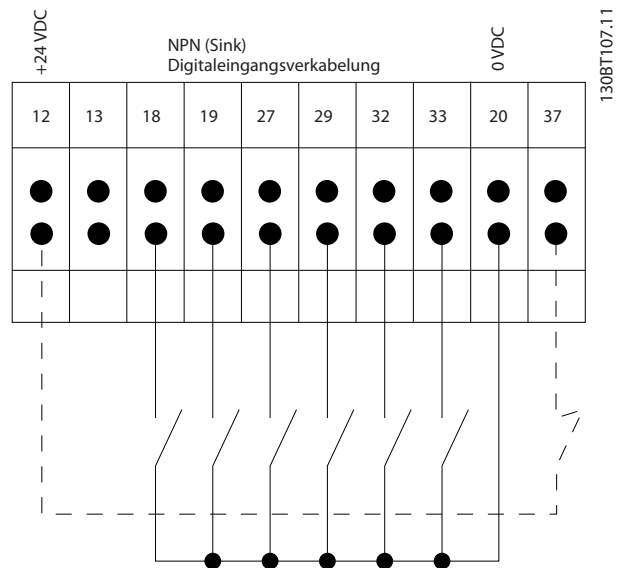 +24 VDC
NPN (Sink)
Digitaleingangsverkabelung
0 VDC
130BT107.11
12 13 18 19 27 29 32 33 20 37